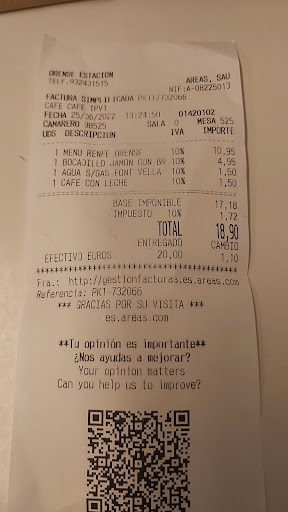 ORENSE ESTACION AREAS, SAU
TELF.932401515 NIF:A-08225013
FACTURA SIMPLIFICADA PK1T/732066
CAFE CAFE TPV1 01420102
FECHA 25/06/2022 13:24:50 MESA 525
CAMARERO 98525 SALA 0
UDS DESCRIPCION IVA IMPORTE
1 MENU RENFE ORENSE 10% 10,95
1 BOCADILLO JAMON CON BR 10% 4,95
1 AGUA S/GAS FONT VELLA 10% 1,50
1 CAFE CON LECHE 10% 1,50
BASE IMPONIBLE 17,18
IMPUESTO 10% 1,72
TOTAL 18,90
ENTREGADO CAMBIO
EFECTIVO EUROS 20,00 1,10
Fra.: http://gestionfacturas.es.areas.com
Referencia: PK1-732066
*** GRACIAS POR SU VISITA ***
es.areas.com
**Tu opinión es importante**
¿Nos ayudas a mejorar?
Your opinion matters
Can you help us to improve?